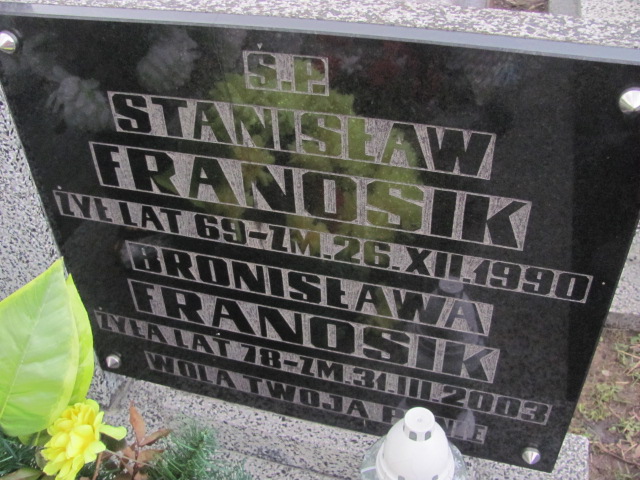 Ś.P.
STANISŁAW
FRANOSIK
ŻYŁ LAT 69-ZM.26.XII.1990
BRONISŁAWA
FRANOSIK
ŻYŁA LAT 78-ZM.31.III.2003
WOLA TWOJA